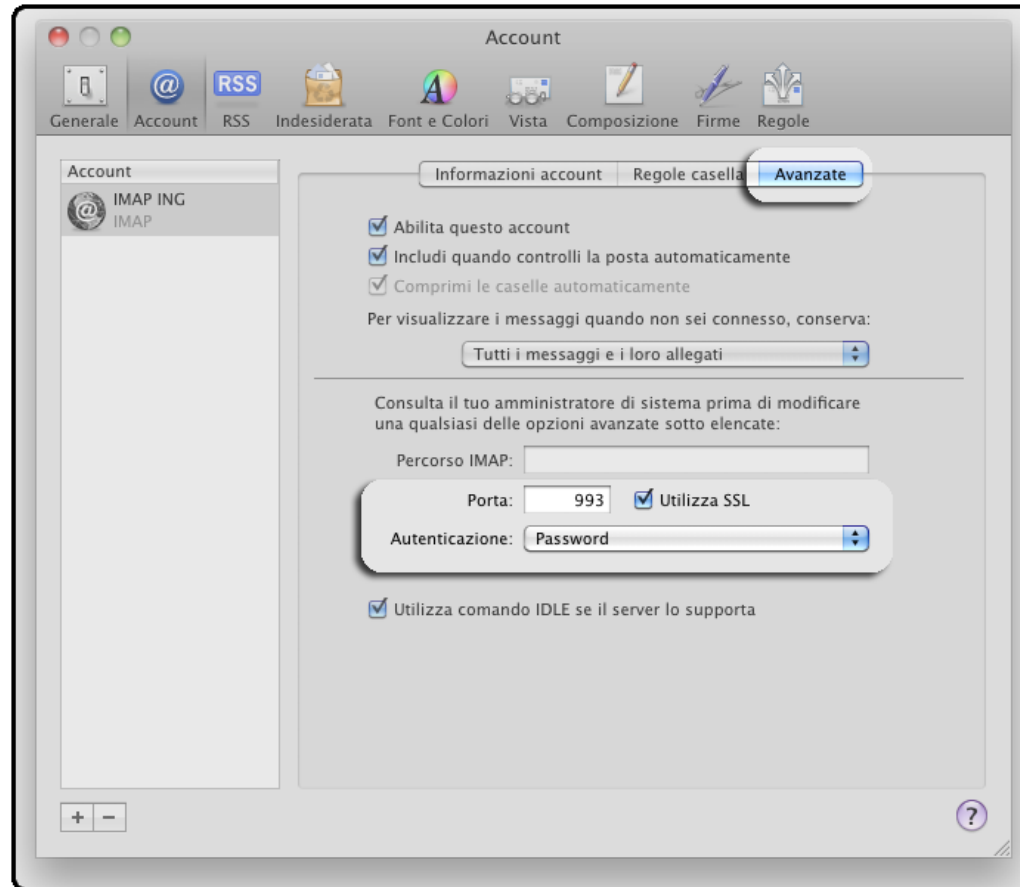 Account
RSS
Generale Account RSS Indesiderata Font e Colori Vista Composizione Firme Regole
Account
IMAP ING
IMAP
Informazioni account Regole casella Avanzate
Abilita questo account
Includi quando controlli la posta automaticamente
Comprimi le caselle automaticamente
Per visualizzare i messaggi quando non sei connesso, conserva:
Tutti i messaggi e i loro allegati
Consulta il tuo amministratore di sistema prima di modificare
una qualsiasi delle opzioni avanzate sotto elencate:
Percorso IMAP:
Porta: 993 Utilizza SSL
Autenticazione: Password
Utilizza comando IDLE se il server lo supporta
+ − ?